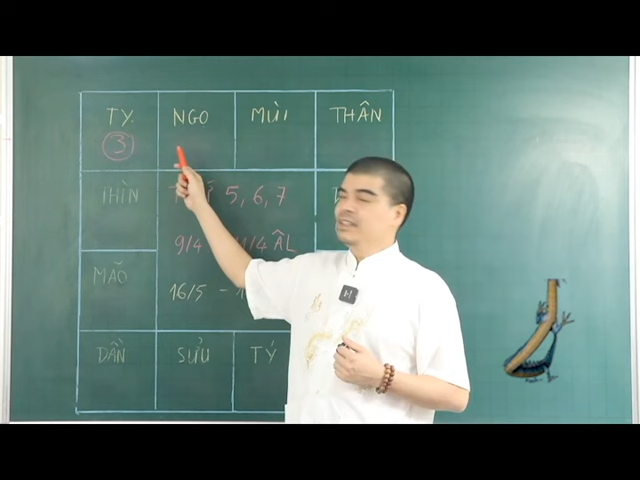 TỴ NGỌ MÙI THÂN
3
THÌN 5, 6, 7
9/4 ÂL
MÃO 16/5 -
DẦN SỬU TÝ